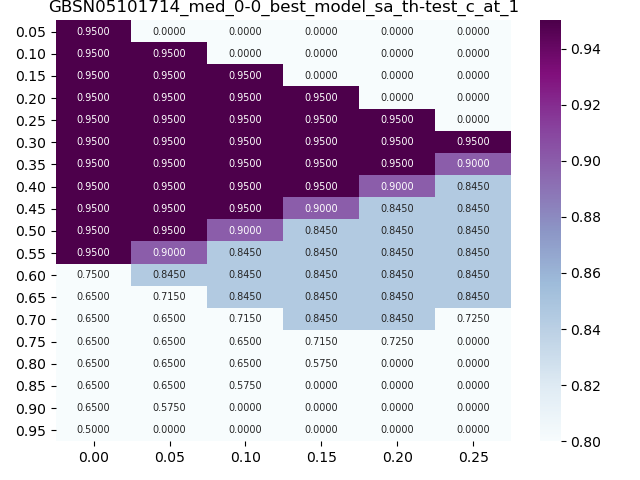 GBSN05101714_med_0-0_best_model_sa_th-test_c_at_1
0.05 0.9500 0.0000 0.0000 0.0000 0.0000 0.0000
0.10 0.9500 0.9500 0.0000 0.0000 0.0000 0.0000
0.15 0.9500 0.9500 0.9500 0.0000 0.0000 0.0000
0.20 0.9500 0.9500 0.9500 0.9500 0.0000 0.0000
0.25 0.9500 0.9500 0.9500 0.9500 0.9500 0.0000
0.30 0.9500 0.9500 0.9500 0.9500 0.9500 0.9500
0.35 0.9500 0.9500 0.9500 0.9500 0.9500 0.9000
0.40 0.9500 0.9500 0.9500 0.9500 0.9000 0.8450
0.45 0.9500 0.9500 0.9500 0.9000 0.8450 0.8450
0.50 0.9500 0.9500 0.9000 0.8450 0.8450 0.8450
0.55 0.9500 0.9000 0.8450 0.8450 0.8450 0.8450
0.60 0.7500 0.8450 0.8450 0.8450 0.8450 0.8450
0.65 0.6500 0.7150 0.8450 0.8450 0.8450 0.8450
0.70 0.6500 0.6500 0.7150 0.8450 0.8450 0.7250
0.75 0.6500 0.6500 0.6500 0.7150 0.7250 0.0000
0.80 0.6500 0.6500 0.6500 0.5750 0.0000 0.0000
0.85 0.6500 0.6500 0.5750 0.0000 0.0000 0.0000
0.90 0.6500 0.5750 0.0000 0.0000 0.0000 0.0000
0.95 0.5000 0.0000 0.0000 0.0000 0.0000 0.0000
0.00 0.05 0.10 0.15 0.20 0.25
0.94
0.92
0.90
0.88
0.86
0.84
0.82
0.80